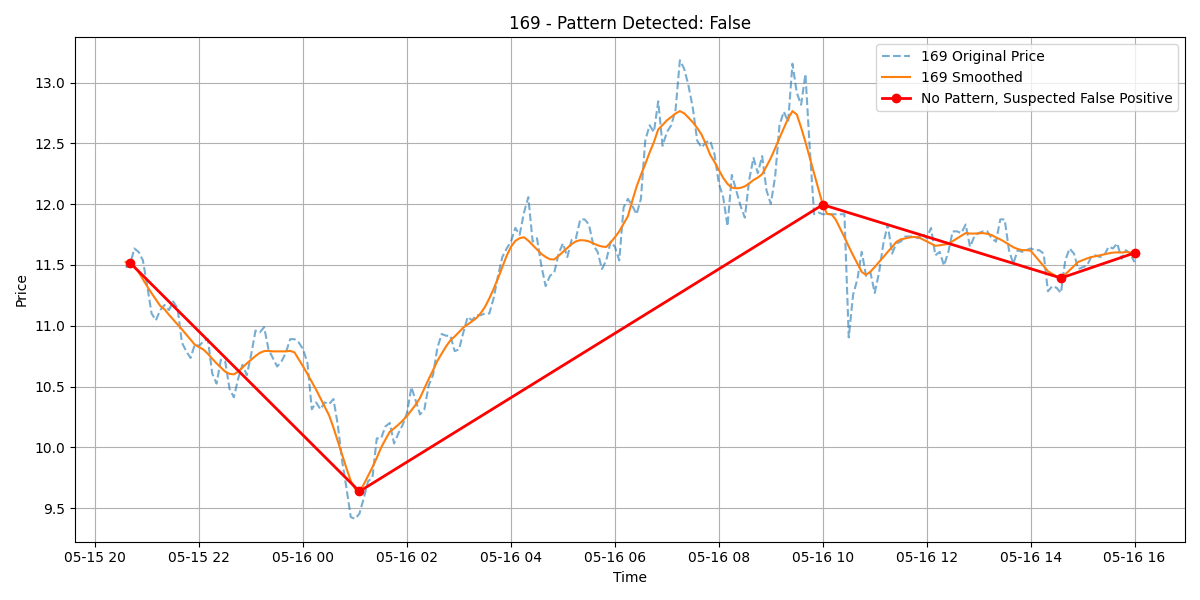 169 - Pattern Detected: False
169 Original Price
169 Smoothed
No Pattern, Suspected False Positive
Price
13.0
12.5
12.0
11.5
11.0
10.5
10.0
9.5
05-15 20 05-15 22 05-16 00 05-16 02 05-16 04 05-16 06 05-16 08 05-16 10 05-16 12 05-16 14 05-16 16
Time